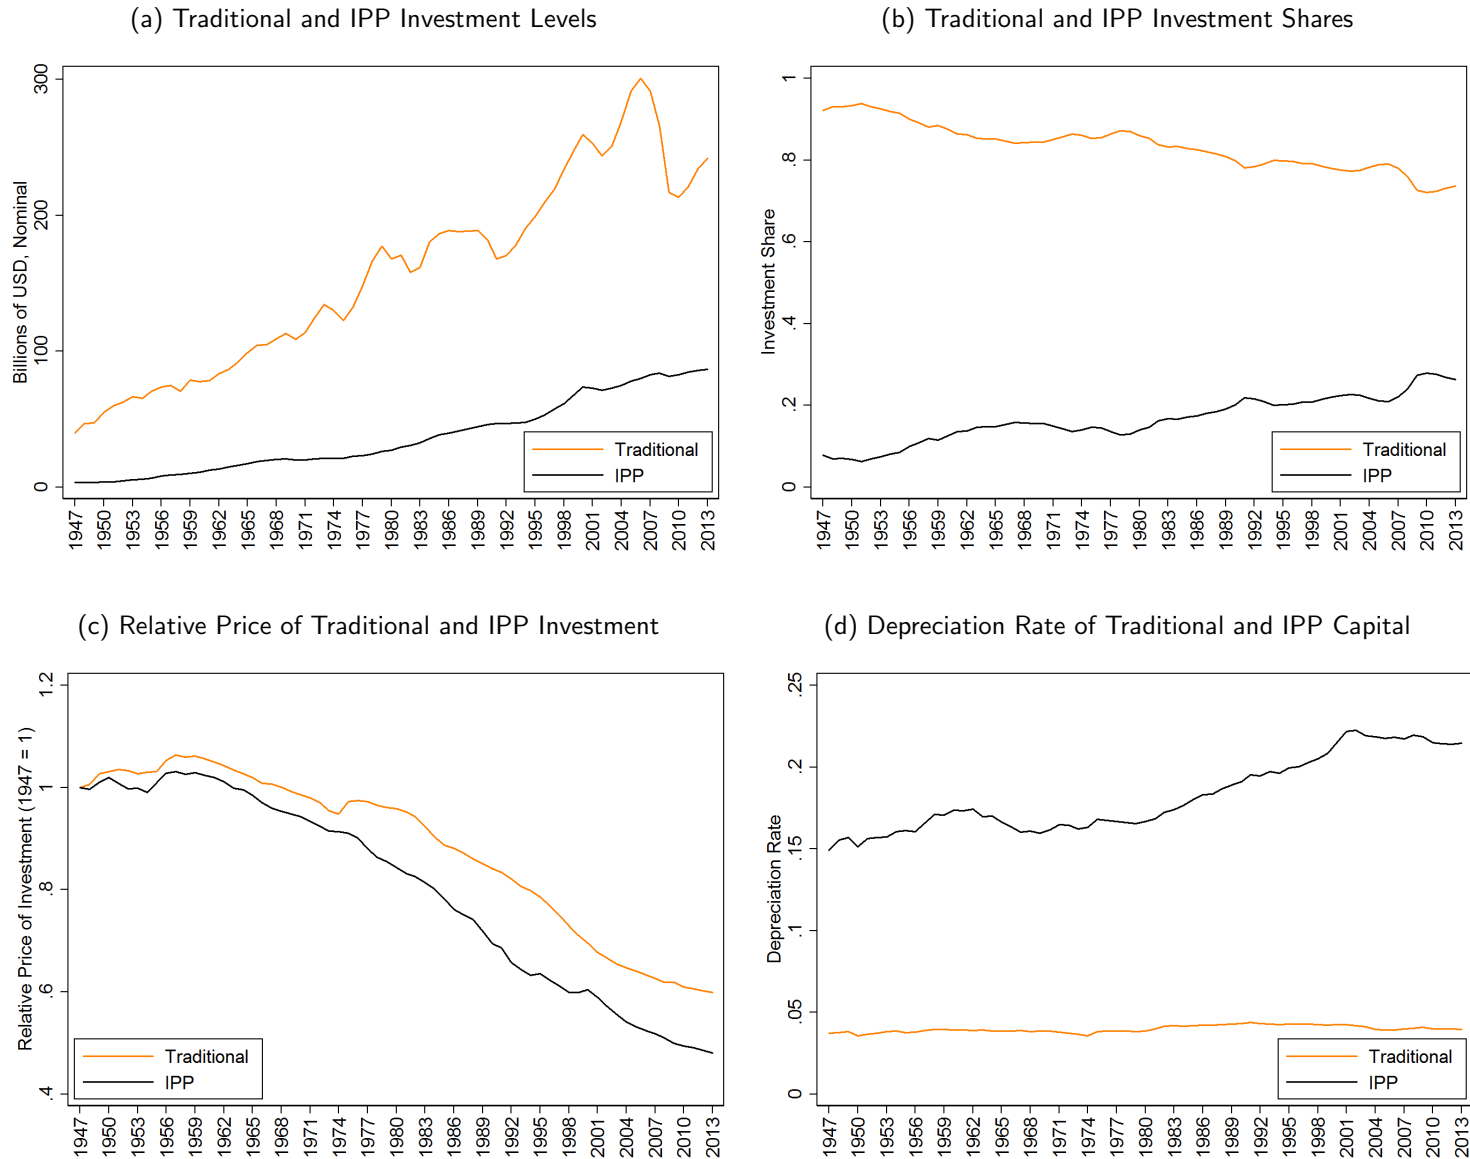 (a) Traditional and IPP Investment Levels
Billions of USD, Nominal
300
200
100
0
Traditional
IPP
1947 1950 1953 1956 1959 1962 1965 1968 1971 1974 1977 1980 1983 1986 1989 1992 1995 1998 2001 2004 2007 2010 2013
(b) Traditional and IPP Investment Shares
Investment Share
1
.8
.6
.4
.2
0
Traditional
IPP
1947 1950 1953 1956 1959 1962 1965 1968 1971 1974 1977 1980 1983 1986 1989 1992 1995 1998 2001 2004 2007 2010 2013
(c) Relative Price of Traditional and IPP Investment
Relative Price of Investment (1947 = 1)
1.2
1
.8
.6
.4
Traditional
IPP
1947 1950 1953 1956 1959 1962 1965 1968 1971 1974 1977 1980 1983 1986 1989 1992 1995 1998 2001 2004 2007 2010 2013
(d) Depreciation Rate of Traditional and IPP Capital
Depreciation Rate
.25
.2
.15
.1
.05
0
Traditional
IPP
1947 1950 1953 1956 1959 1962 1965 1968 1971 1974 1977 1980 1983 1986 1989 1992 1995 1998 2001 2004 2007 2010 2013